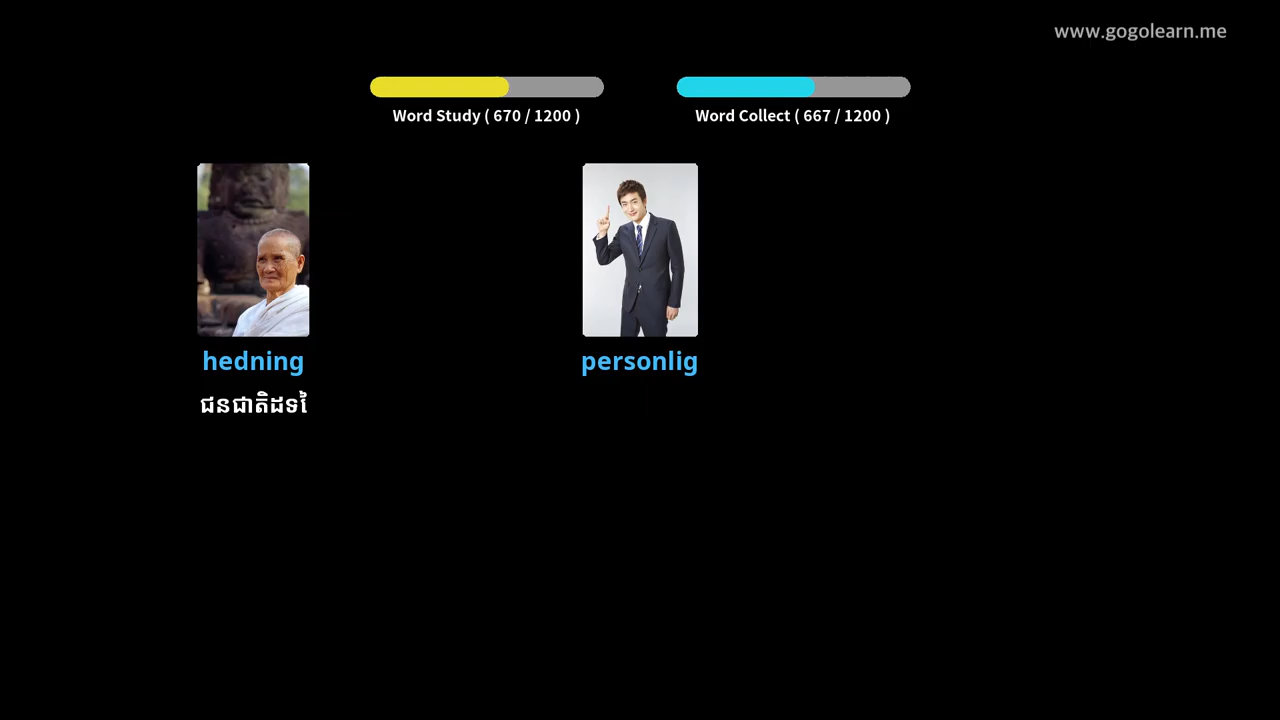 www.gogolearn.me
Word Study ( 670 / 1200 )
Word Collect ( 667 / 1200 )
hedning
personlig
ជនជាតិដទៃ